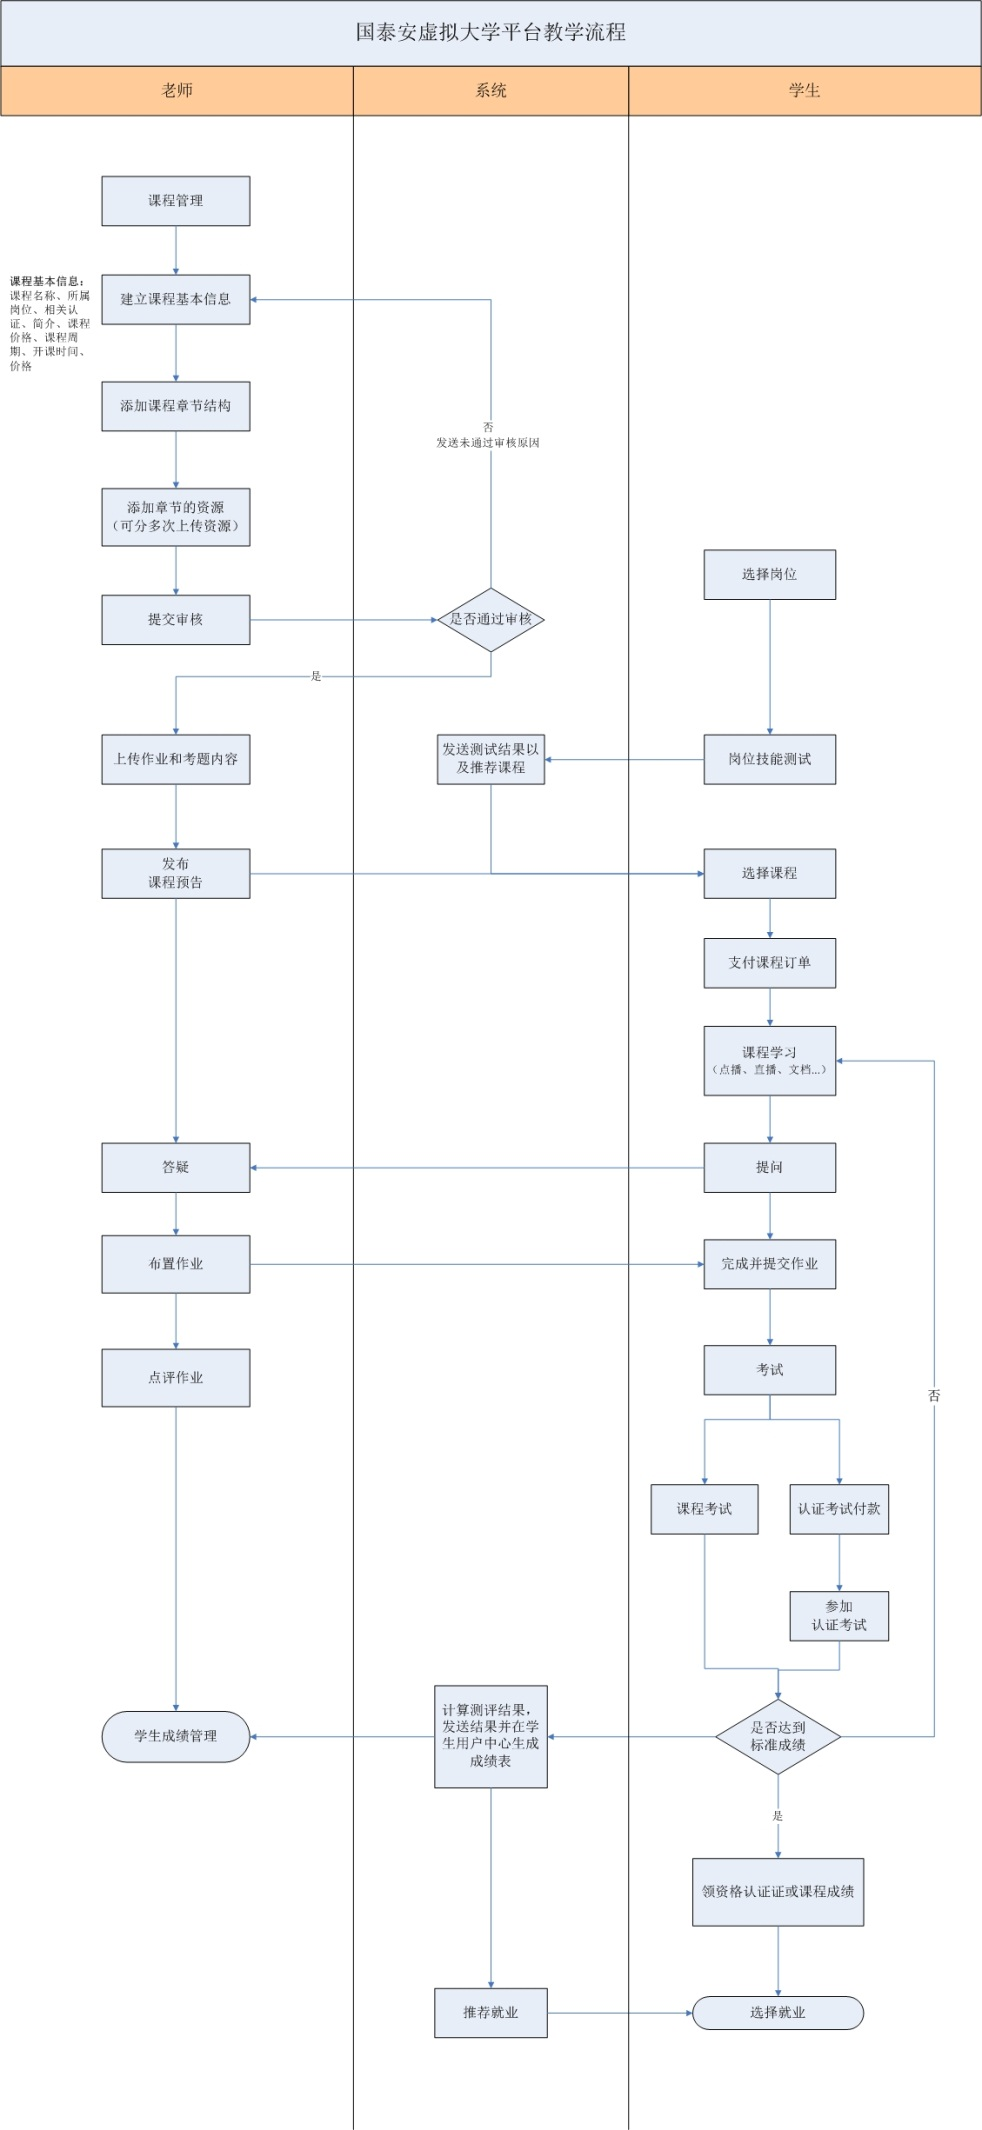 国泰安虚拟大学平台教学流程
老师
系统
学生
课程管理
课程基本信息：
课程名称、所属
岗位、相关认
证、简介、课程
价格、课程周
期、开课时间、
价格
建立课程基本信息
添加课程章节结构
否
发送未通过审核原因
添加章节的资源
（可分多次上传资源）
选择岗位
提交审核
是否通过审核
是
上传作业和考题内容
发送测试结果以
及推荐课程
岗位技能测试
发布
课程预告
选择课程
支付课程订单
课程学习
（点播、直播、文档...）
答疑
提问
布置作业
完成并提交作业
点评作业
考试
否
课程考试
认证考试付款
参加
认证考试
学生成绩管理
计算测评结果，
发送结果并在学
生用户中心生成
成绩表
是否达到
标准成绩
是
领资格认证证或课程成绩
推荐就业
选择就业